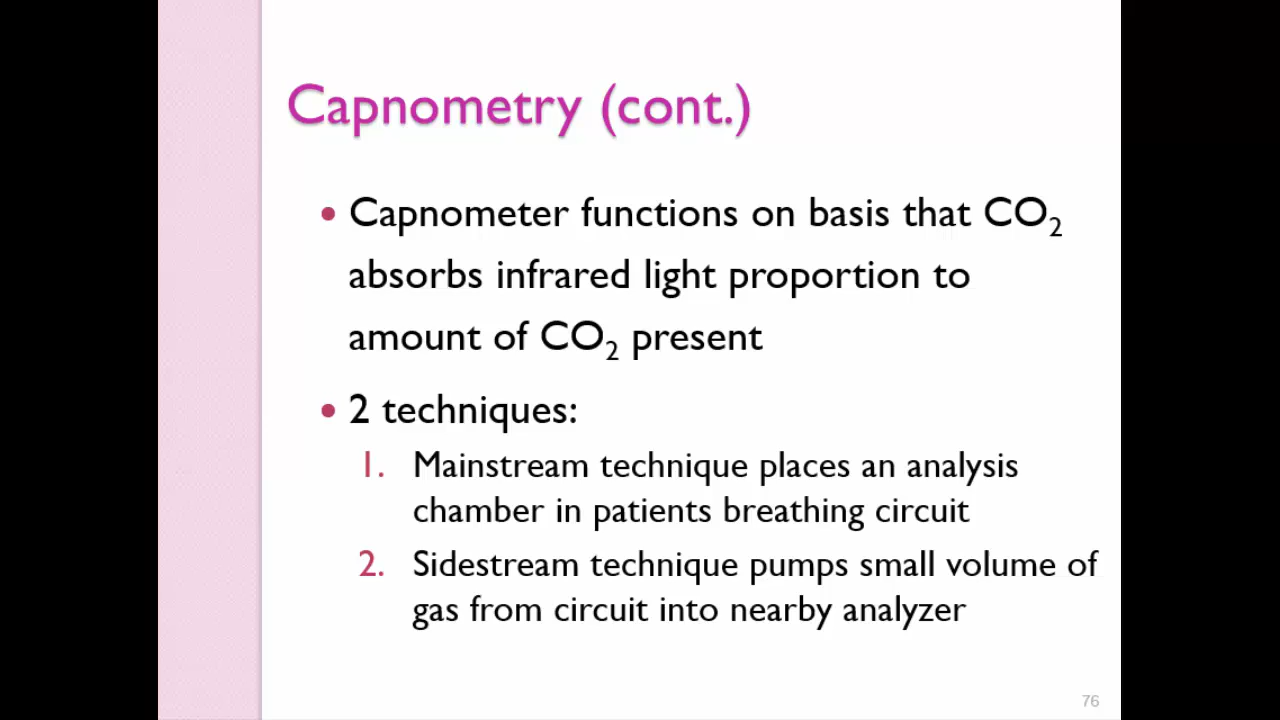 Capnometry (cont.)
• Capnometer functions on basis that CO₂
absorbs infrared light proportion to
amount of CO₂ present
• 2 techniques:
1. Mainstream technique places an analysis
chamber in patients breathing circuit
2. Sidestream technique pumps small volume of
gas from circuit into nearby analyzer
76